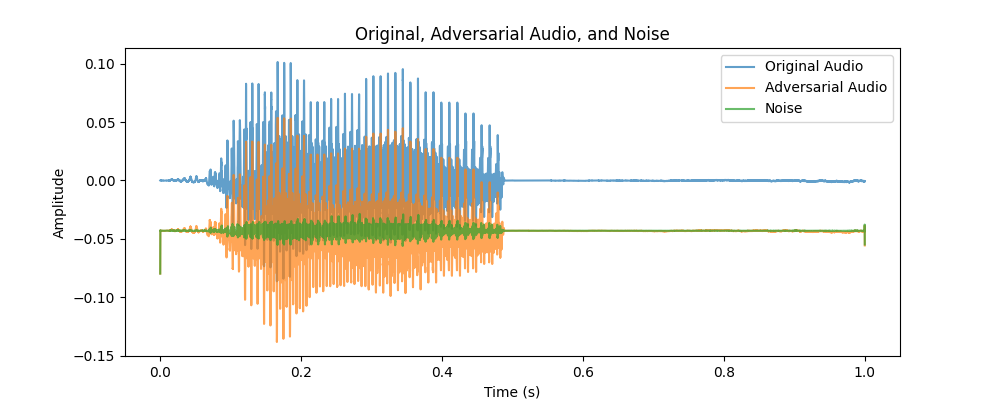 Original, Adversarial Audio, and Noise
Original Audio
Adversarial Audio
Noise
Amplitude
0.10
0.05
0.00
−0.05
−0.10
−0.15
0.0 0.2 0.4 0.6 0.8 1.0
Time (s)